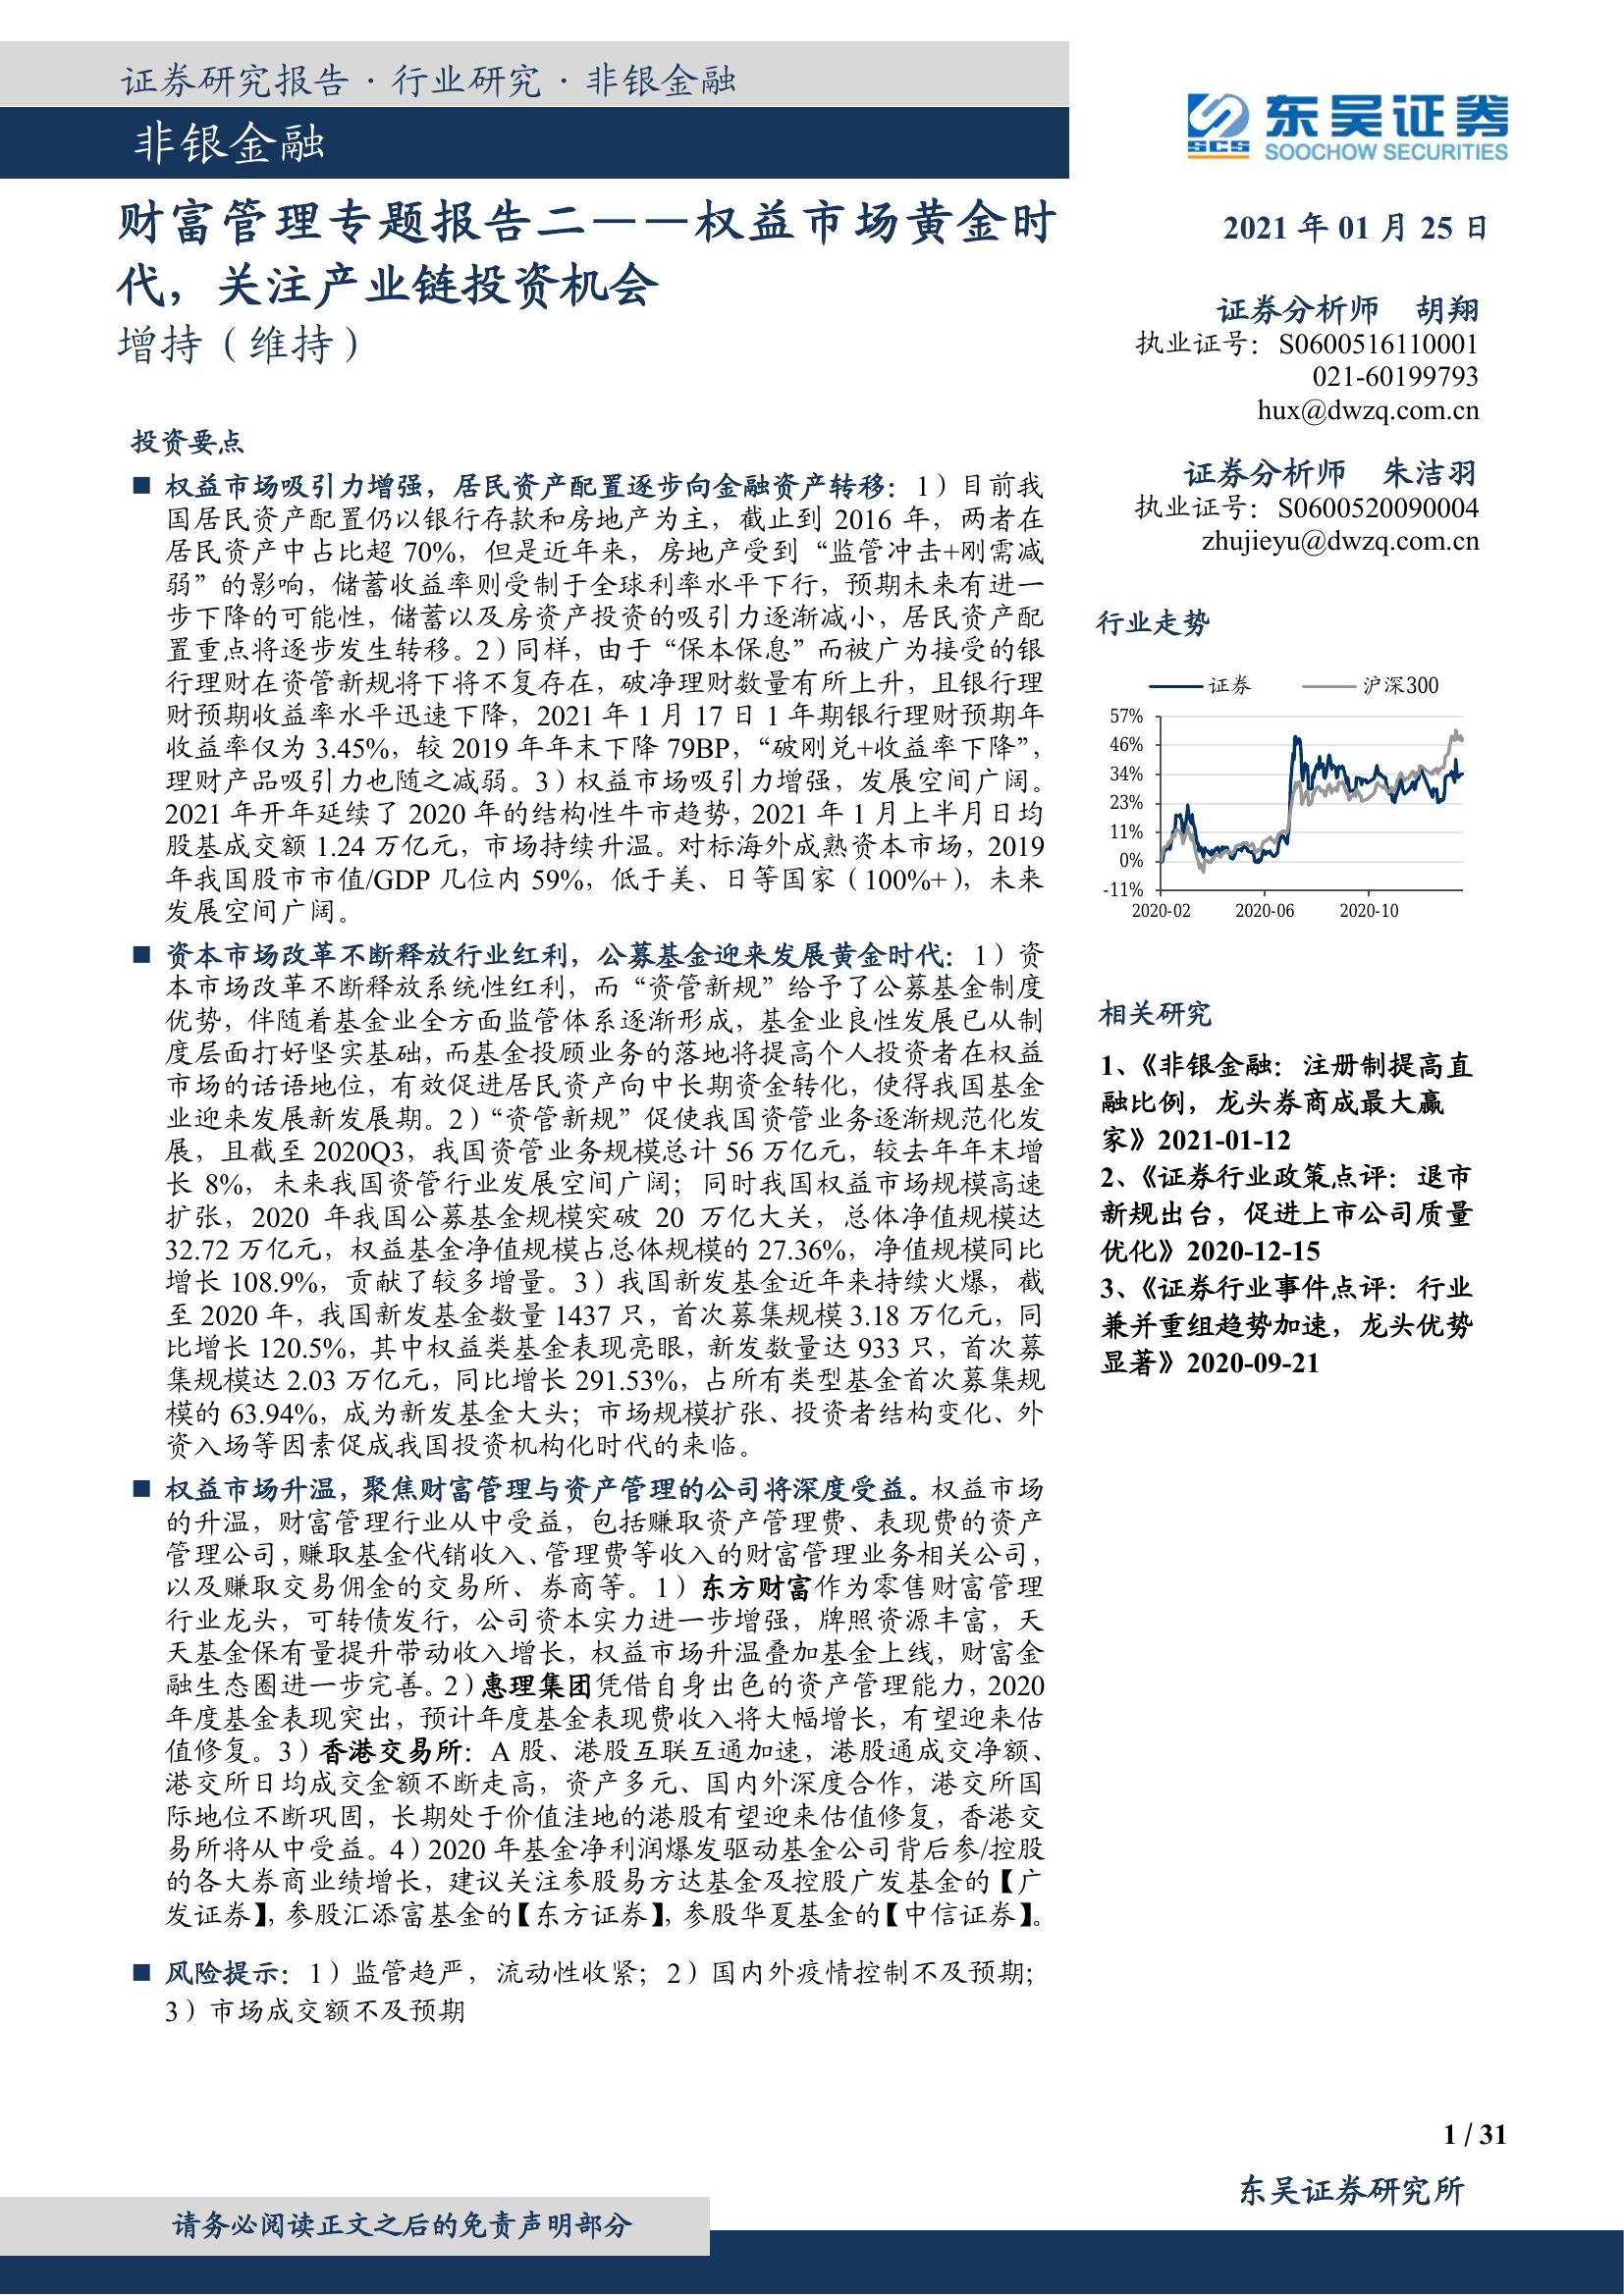 证券研究报告·行业研究·非银金融
非银金融
东吴证券
SCS
SOOCHOW SECURITIES
财富管理专题报告二——权益市场黄金时
代，关注产业链投资机会
增持（维持）
2021 年 01 月 25 日
证券分析师 胡翔
执业证号：S0600516110001
021-60199793
hux@dwzq.com.cn
证券分析师 朱洁羽
执业证号：S0600520090004
zhujieyu@dwzq.com.cn
投资要点
■ 权益市场吸引力增强，居民资产配置逐步向金融资产转移：1）目前我
国居民资产配置仍以银行存款和房地产为主，截止到 2016 年，两者在
居民资产中占比超 70%，但是近年来，房地产受到“监管冲击+刚需减
弱”的影响，储蓄收益率则受制于全球利率水平下行，预期未来有进一
步下降的可能性，储蓄以及房资产投资的吸引力逐渐减小，居民资产配
置重点将逐步发生转移。2）同样，由于“保本保息”而被广为接受的银
行理财在资管新规将下将不复存在，破净理财数量有所上升，且银行理
财预期收益率水平迅速下降，2021 年 1 月 17 日 1 年期银行理财预期年
收益率仅为 3.45%，较 2019 年年末下降 79BP，“破刚兑+收益率下降”，
理财产品吸引力也随之减弱。3）权益市场吸引力增强，发展空间广阔。
2021 年开年延续了 2020 年的结构性牛市趋势，2021 年 1 月上半月日均
股基成交额 1.24 万亿元，市场持续升温。对标海外成熟资本市场，2019
年我国股市市值/GDP 几位内 59%，低于美、日等国家（100%+），未来
发展空间广阔。
■ 资本市场改革不断释放行业红利，公募基金迎来发展黄金时代：1）资
本市场改革不断释放系统性红利，而“资管新规”给予了公募基金制度
优势，伴随着基金业全方面监管体系逐渐形成，基金业良性发展已从制
度层面打好坚实基础，而基金投顾业务的落地将提高个人投资者在权益
市场的话语地位，有效促进居民资产向中长期资金转化，使得我国基金
业迎来发展新发展期。2）“资管新规”促使我国资管业务逐渐规范化发
展，且截至 2020Q3，我国资管业务规模总计 56 万亿元，较去年年末增
长 8%，未来我国资管行业发展空间广阔；同时我国权益市场规模高速
扩张，2020 年我国公募基金规模突破 20 万亿大关，总体净值规模达
32.72 万亿元，权益基金净值规模占总体规模的 27.36%，净值规模同比
增长 108.9%，贡献了较多增量。3）我国新发基金近年来持续火爆，截
至 2020 年，我国新发基金数量 1437 只，首次募集规模 3.18 万亿元，同
比增长 120.5%，其中权益类基金表现亮眼，新发数量达 933 只，首次募
集规模达 2.03 万亿元，同比增长 291.53%，占所有类型基金首次募集规
模的 63.94%，成为新发基金大头；市场规模扩张、投资者结构变化、外
资入场等因素促成我国投资机构化时代的来临。
■ 权益市场升温，聚焦财富管理与资产管理的公司将深度受益。权益市场
的升温，财富管理行业从中受益，包括赚取资产管理费、表现费的资产
管理公司，赚取基金代销收入、管理费等收入的财富管理业务相关公司，
以及赚取交易佣金的交易所、券商等。1）东方财富作为零售财富管理
行业龙头，可转债发行，公司资本实力进一步增强，牌照资源丰富，天
天基金保有量提升带动收入增长，权益市场升温叠加基金上线，财富金
融生态圈进一步完善。2）惠理集团凭借自身出色的资产管理能力，2020
年度基金表现突出，预计年度基金表现费收入将大幅增长，有望迎来估
值修复。3）香港交易所：A 股、港股互联互通加速，港股通成交净额、
港交所日均成交金额不断走高，资产多元、国内外深度合作，港交所国
际地位不断巩固，长期处于价值洼地的港股有望迎来估值修复，香港交
易所将从中受益。4）2020 年基金净利润爆发驱动基金公司背后参/控股
的各大券商业绩增长，建议关注参股易方达基金及控股广发基金的【广
发证券】，参股汇添富基金的【东方证券】，参股华夏基金的【中信证券】。
■ 风险提示：1）监管趋严，流动性收紧；2）国内外疫情控制不及预期；
3）市场成交额不及预期
行业走势
证券 沪深300
57%
46%
34%
23%
11%
0%
-11%
2020-02 2020-06 2020-10
相关研究
1、《非银金融：注册制提高直
融比例，龙头券商成最大赢
家》2021-01-12
2、《证券行业政策点评：退市
新规出台，促进上市公司质量
优化》2020-12-15
3、《证券行业事件点评：行业
兼并重组趋势加速，龙头优势
显著》2020-09-21
1 / 31
东吴证券研究所
请务必阅读正文之后的免责声明部分